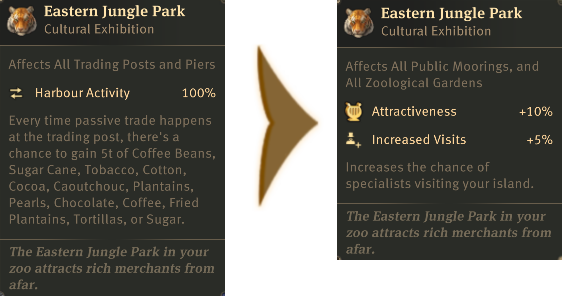 Eastern Jungle Park
Cultural Exhibition
Affects All Trading Posts and Piers
Harbour Activity 100%
Every time passive trade happens
at the trading post, there's a
chance to gain 5t of Coffee Beans,
Sugar Cane, Tobacco, Cotton,
Cocoa, Caoutchouc, Plantains,
Pearls, Chocolate, Coffee, Fried
Plantains, Tortillas, or Sugar.
The Eastern Jungle Park in your
zoo attracts rich merchants from
afar.
Eastern Jungle Park
Cultural Exhibition
Affects All Public Moorings, and
All Zoological Gardens
Attractiveness +10%
Increased Visits +5%
Increases the chance of
specialists visiting your island.
The Eastern Jungle Park in your
zoo attracts rich merchants from
afar.